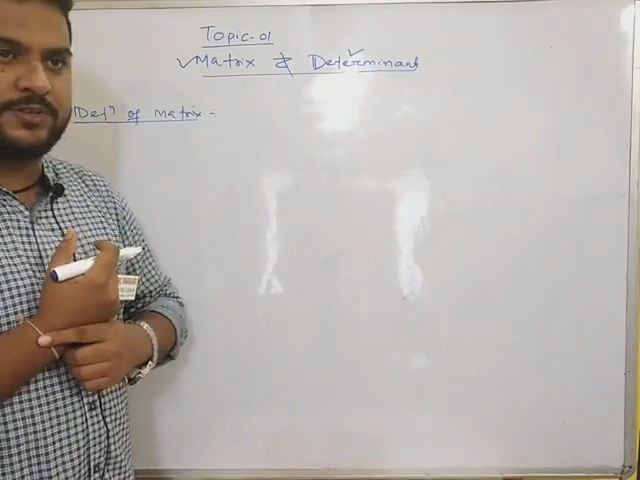 Topic-01
✓Matrix & Determinant
Defⁿ of matrix :-